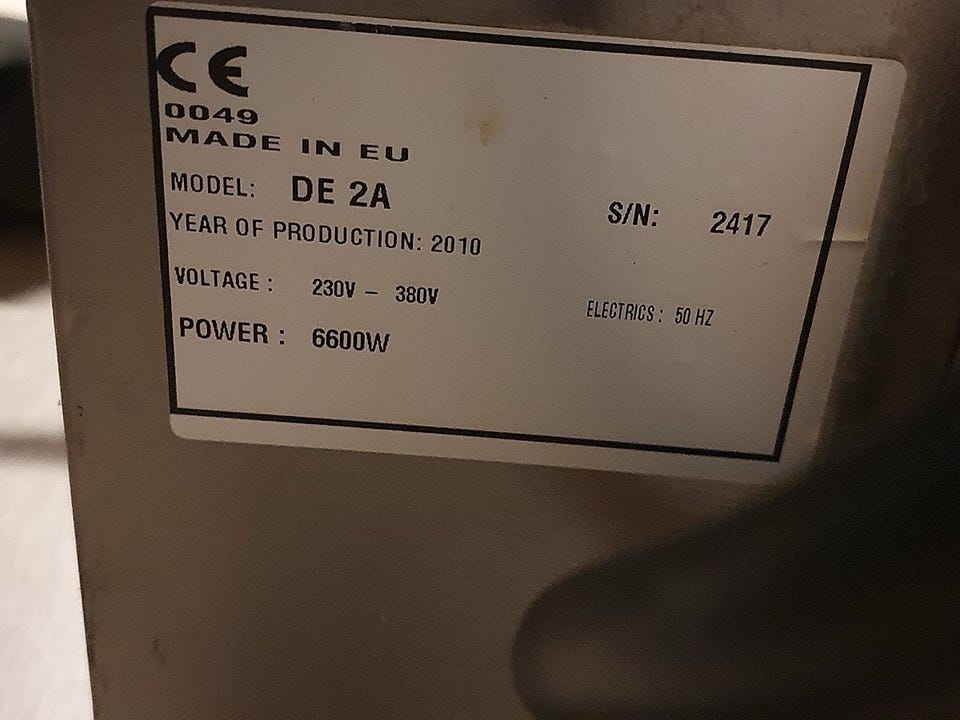 CE
0049
MADE IN EU
MODEL: DE 2A
S/N: 2417
YEAR OF PRODUCTION: 2010
VOLTAGE : 230V – 380V
ELECTRICS : 50 HZ
POWER : 6600W